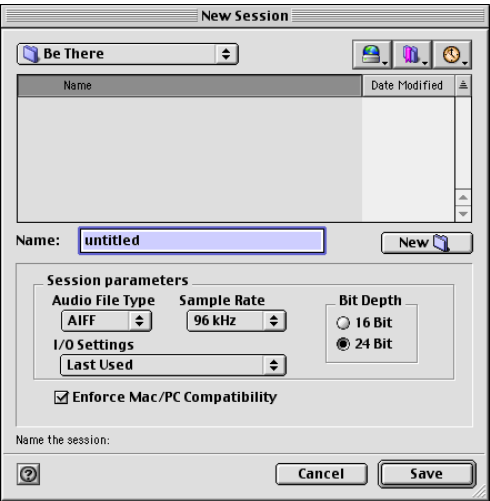 New Session
Be There
Name Date Modified
Name: untitled New
Session parameters
Audio File Type Sample Rate Bit Depth
AIFF 96 kHz 16 Bit
24 Bit
I/O Settings
Last Used
Enforce Mac/PC Compatibility
Name the session:
? Cancel Save